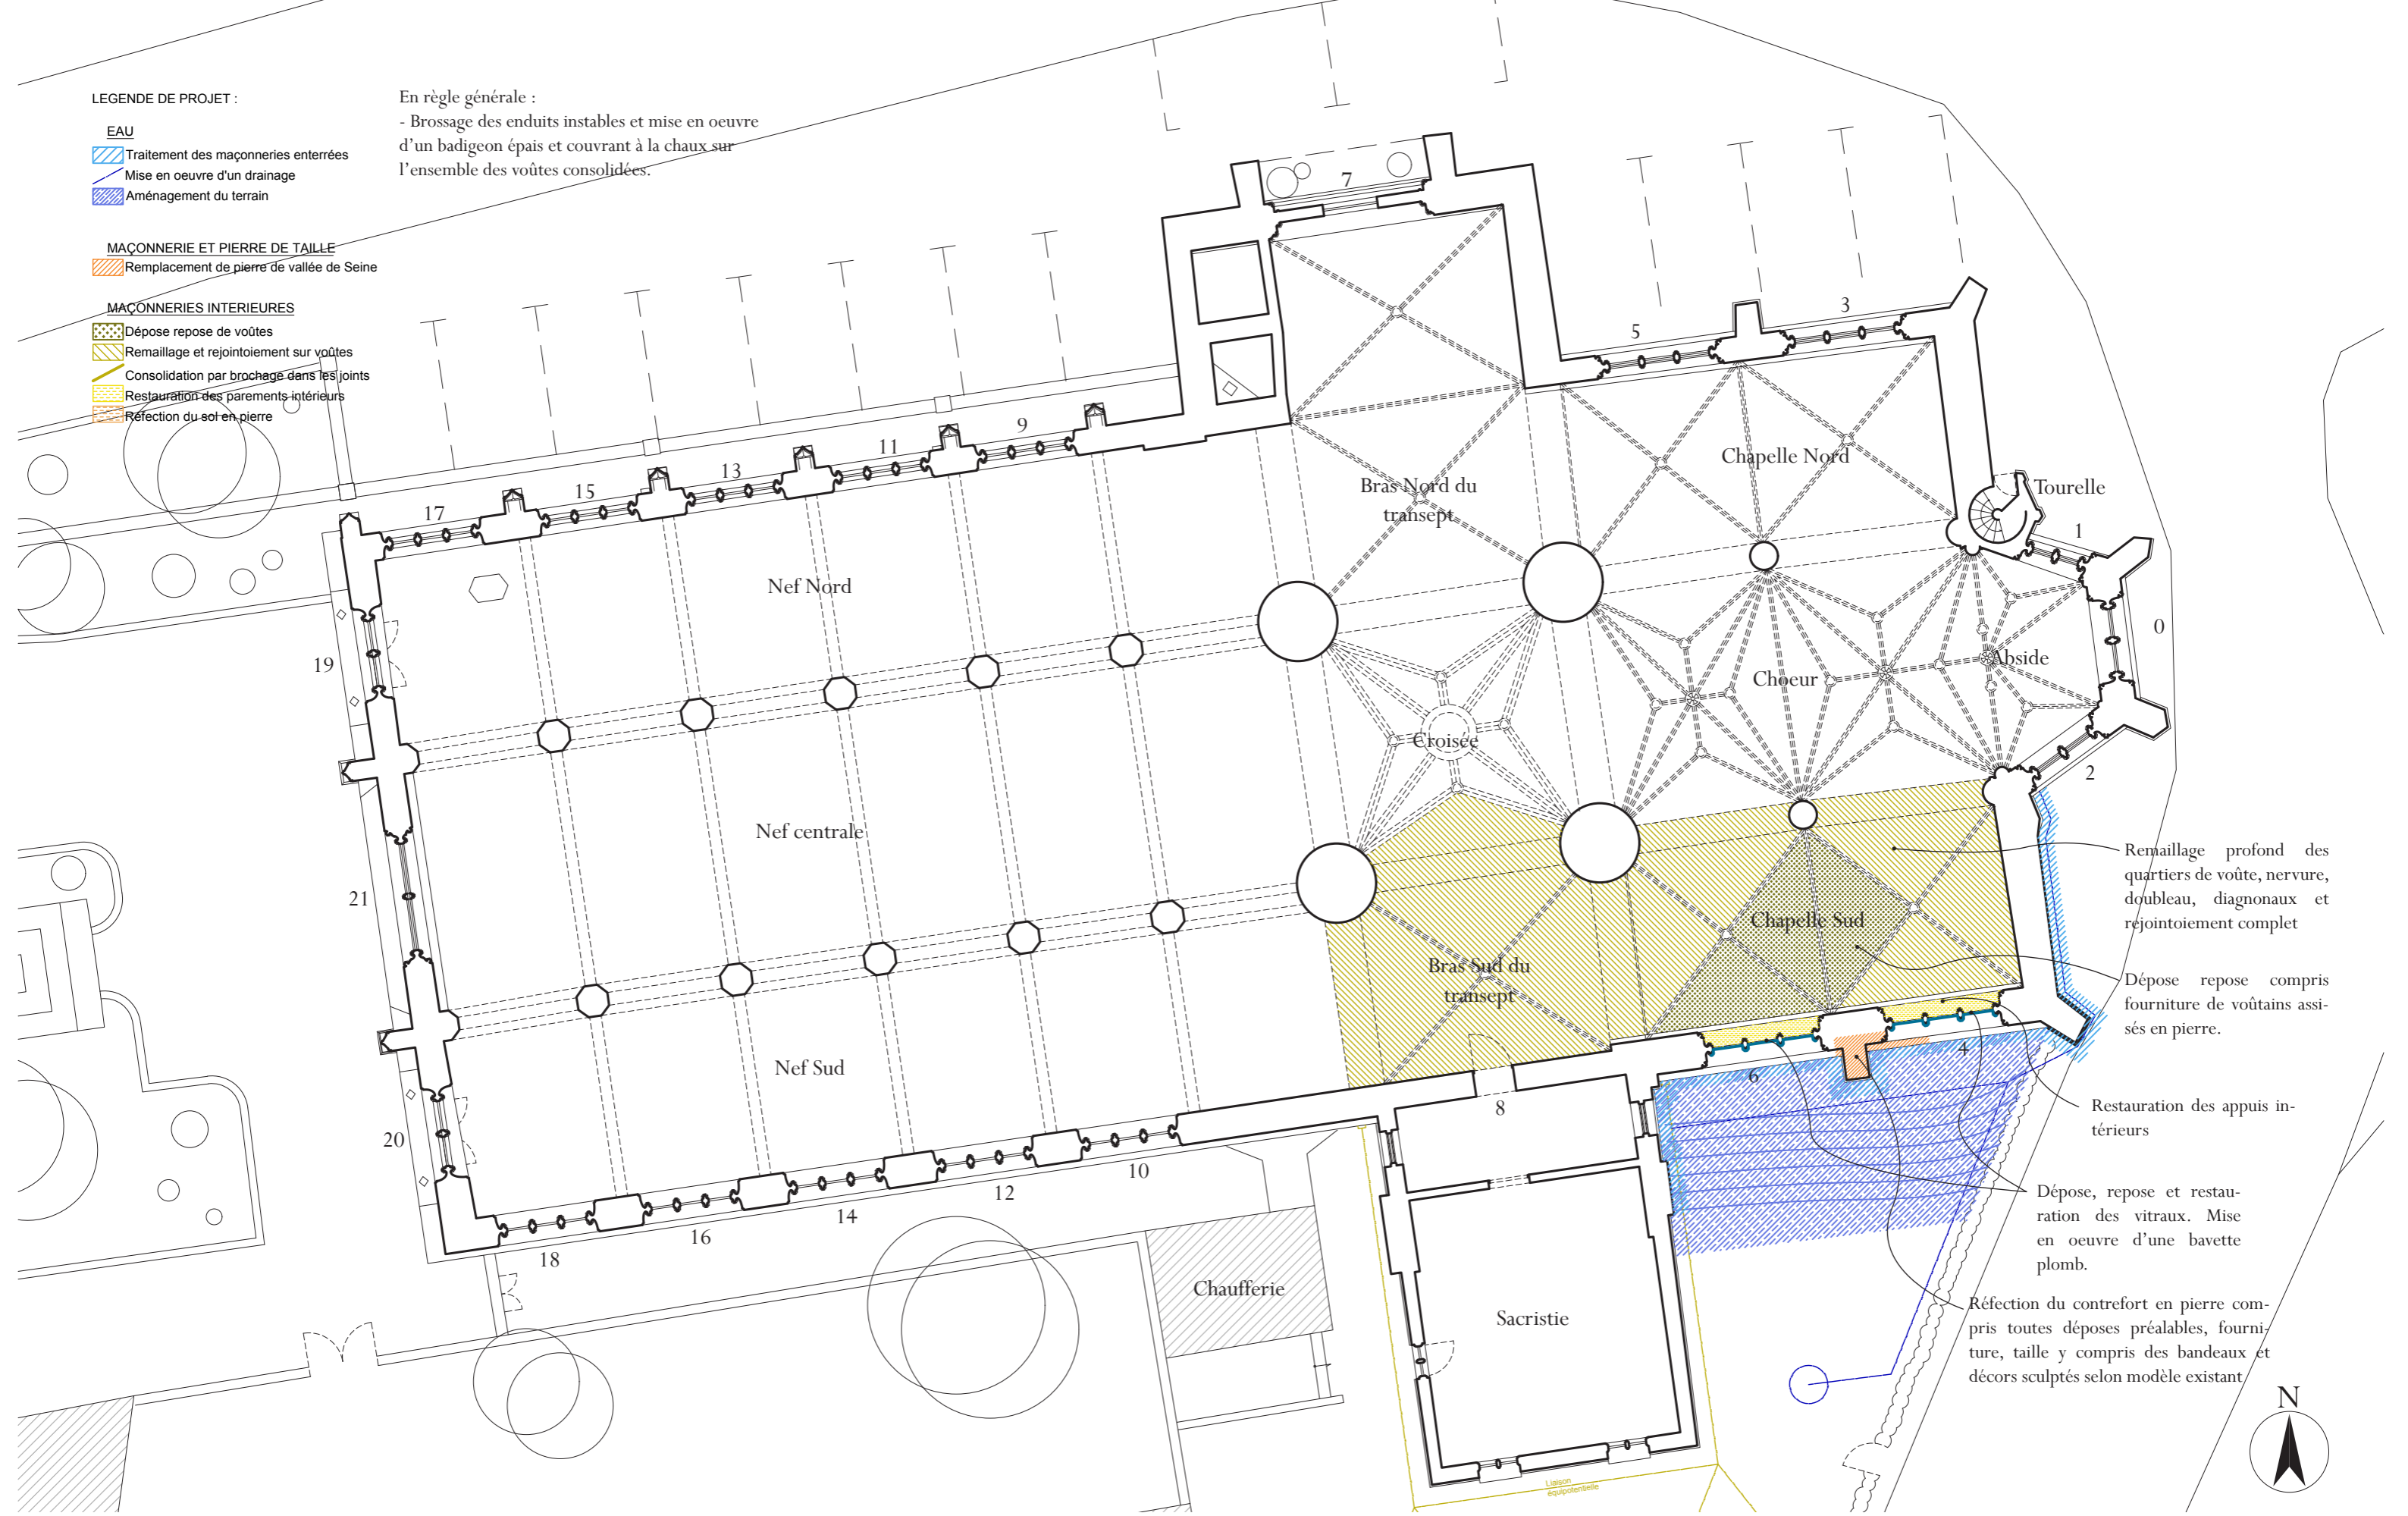 LEGENDE DE PROJET :
EAU
Traitement des maçonneries enterrées
Mise en oeuvre d'un drainage
Aménagement du terrain
MAÇONNERIE ET PIERRE DE TAILLE
Remplacement de pierre de vallée de Seine
MAÇONNERIES INTERIEURES
Dépose repose de voûtes
Remaillage et rejointoiement sur voûtes
Consolidation par brochage dans les joints
Restauration des parements intérieurs
Réfection du sol en pierre
En règle générale :
- Brossage des enduits instables et mise en oeuvre
d'un badigeon épais et couvrant à la chaux sur
l'ensemble des voûtes consolidées.
7
3
5
9
11
13
15
17
Chapelle Nord
Bras Nord du
transept
Tourelle
1
0
Nef Nord
19
Abside
Choeur
Croisée
2
Nef centrale
21
Chapelle Sud
Bras Sud du
transept
Nef Sud
4
6
8
20
10
12
14
16
18
Chaufferie
Sacristie
Liaison
équipotentielle
Remaillage profond des
quartiers de voûte, nervure,
doubleau, diagnonaux et
rejointoiement complet
Dépose repose compris
fourniture de voûtains assi-
sés en pierre.
Restauration des appuis in-
térieurs
Dépose, repose et restau-
ration des vitraux. Mise
en oeuvre d'une bavette
plomb.
Réfection du contrefort en pierre com-
pris toutes déposes préalables, fourni-
ture, taille y compris des bandeaux et
décors sculptés selon modèle existant
N